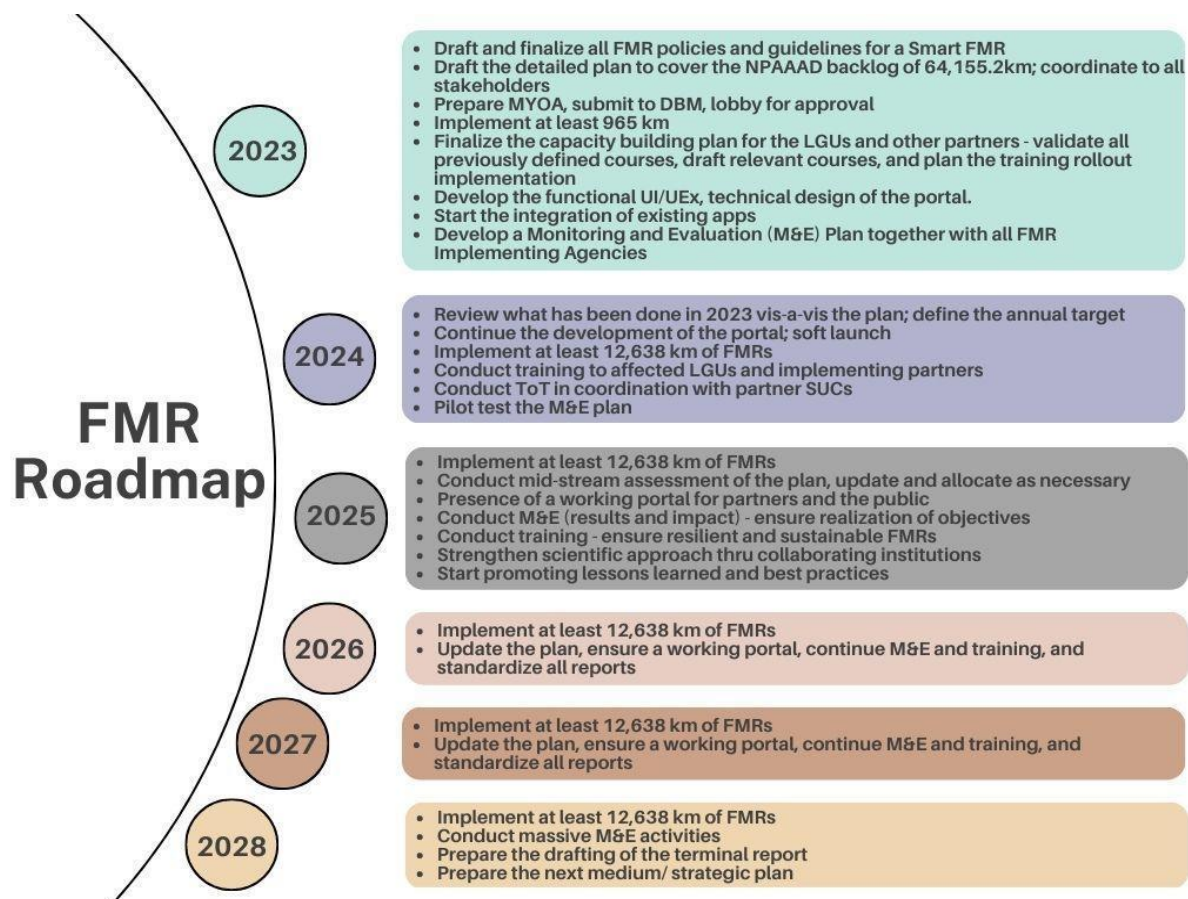 FMR
Roadmap
2023
• Draft and finalize all FMR policies and guidelines for a Smart FMR
• Draft the detailed plan to cover the NPAAAD backlog of 64,155.2km; coordinate to all
stakeholders
• Prepare MYOA, submit to DBM, lobby for approval
• Implement at least 965 km
• Finalize the capacity building plan for the LGUs and other partners - validate all
previously defined courses, draft relevant courses, and plan the training rollout
implementation
• Develop the functional UI/UEx, technical design of the portal.
• Start the integration of existing apps
• Develop a Monitoring and Evaluation (M&E) Plan together with all FMR
Implementing Agencies
2024
• Review what has been done in 2023 vis-a-vis the plan; define the annual target
• Continue the development of the portal; soft launch
• Implement at least 12,638 km of FMRs
• Conduct training to affected LGUs and implementing partners
• Conduct ToT in coordination with partner SUCs
• Pilot test the M&E plan
2025
• Implement at least 12,638 km of FMRs
• Conduct mid-stream assessment of the plan, update and allocate as necessary
• Presence of a working portal for partners and the public
• Conduct M&E (results and impact) - ensure realization of objectives
• Conduct training - ensure resilient and sustainable FMRs
• Strengthen scientific approach thru collaborating institutions
• Start promoting lessons learned and best practices
2026
• Implement at least 12,638 km of FMRs
• Update the plan, ensure a working portal, continue M&E and training, and
standardize all reports
2027
• Implement at least 12,638 km of FMRs
• Update the plan, ensure a working portal, continue M&E and training, and
standardize all reports
2028
• Implement at least 12,638 km of FMRs
• Conduct massive M&E activities
• Prepare the drafting of the terminal report
• Prepare the next medium/ strategic plan